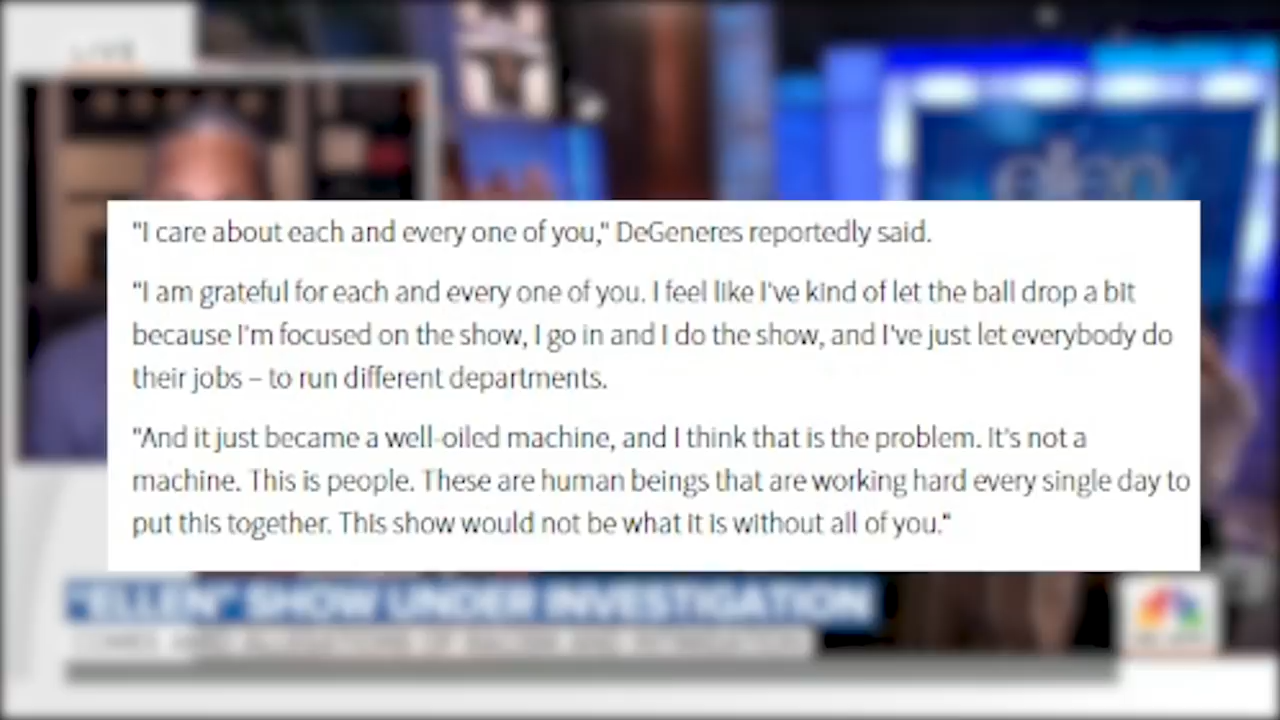 LIVE
ellen
"I care about each and every one of you," DeGeneres reportedly said.
"I am grateful for each and every one of you. I feel like I've kind of let the ball drop a bit
because I'm focused on the show, I go in and I do the show, and I've just let everybody do
their jobs – to run different departments.
"And it just became a well-oiled machine, and I think that is the problem. It's not a
machine. This is people. These are human beings that are working hard every single day to
put this together. This show would not be what it is without all of you."
"ELLEN" SHOW UNDER INVESTIGATION